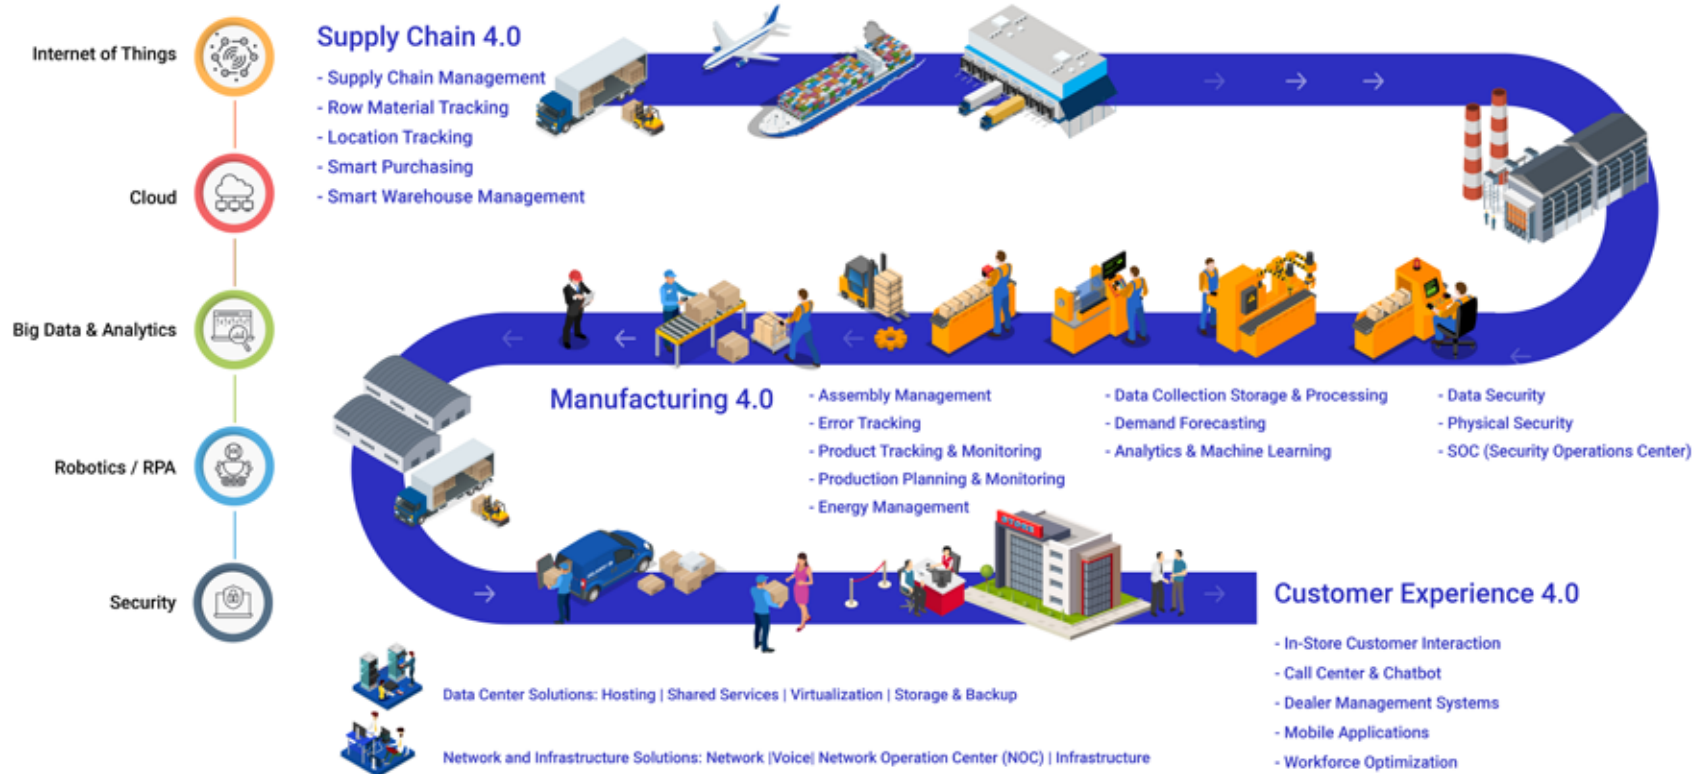 Internet of Things
Cloud
Big Data & Analytics
Robotics / RPA
Security
Supply Chain 4.0
- Supply Chain Management
- Row Material Tracking
- Location Tracking
- Smart Purchasing
- Smart Warehouse Management
Manufacturing 4.0
- Assembly Management
- Error Tracking
- Product Tracking & Monitoring
- Production Planning & Monitoring
- Energy Management
- Data Collection Storage & Processing
- Demand Forecasting
- Analytics & Machine Learning
- Data Security
- Physical Security
- SOC (Security Operations Center)
STORE
Customer Experience 4.0
- In-Store Customer Interaction
- Call Center & Chatbot
- Dealer Management Systems
- Mobile Applications
- Workforce Optimization
Data Center Solutions: Hosting | Shared Services | Virtualization | Storage & Backup
Network and Infrastructure Solutions: Network |Voice| Network Operation Center (NOC) | Infrastructure